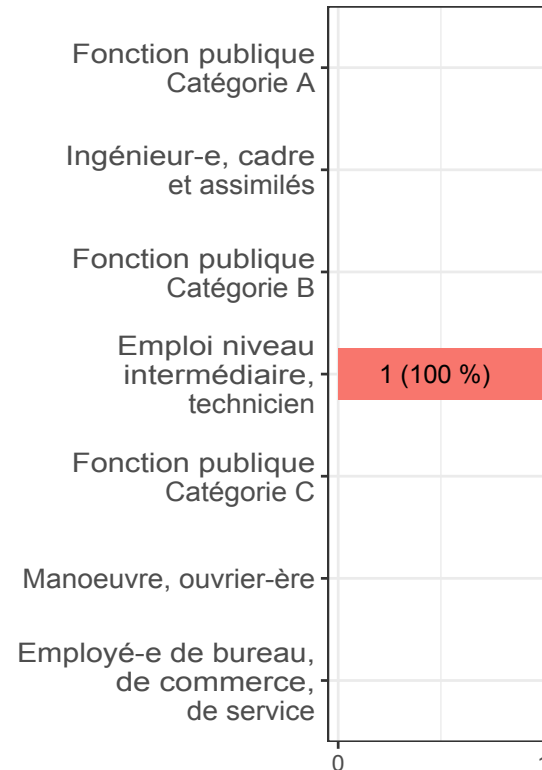 Fonction publique
Catégorie A
Ingénieur-e, cadre
et assimilés
Fonction publique
Catégorie B
Emploi niveau
intermédiaire,
technicien
1 (100 %)
Fonction publique
Catégorie C
Manoeuvre, ouvrier-ère
Employé-e de bureau,
de commerce,
de service
0